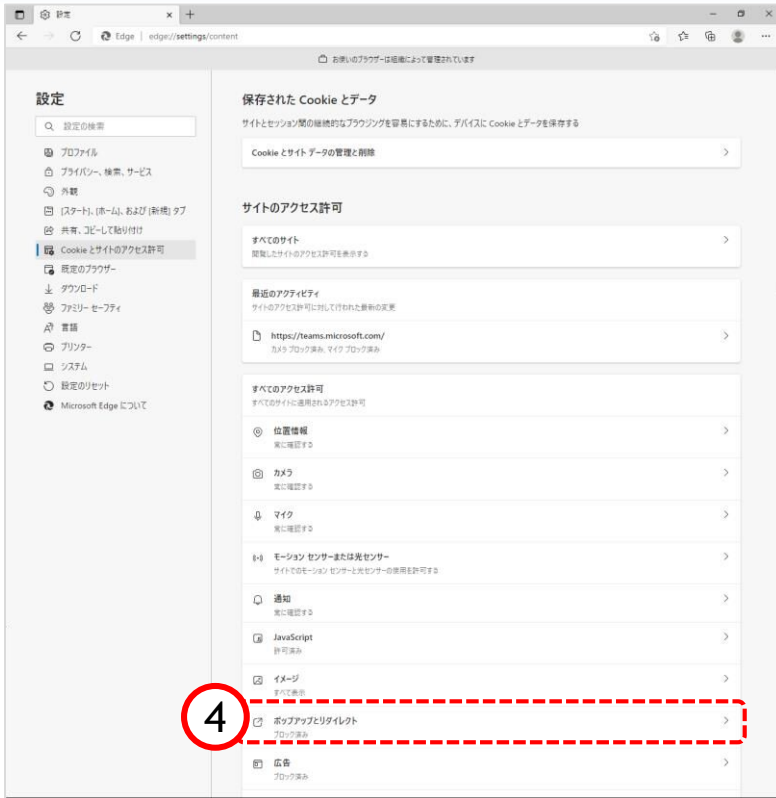 設定
Edge | edge://settings/content
お使いのブラウザーは組織によって管理されています
設定
設定の検索
プロファイル
プライバシー、検索、サービス
外観
[スタート]、[ホーム]、および [新規] タブ
共有、コピーして貼り付け
Cookie とサイトのアクセス許可
既定のブラウザー
ダウンロード
ファミリー セーフティ
言語
プリンター
システム
設定のリセット
Microsoft Edge について
保存された Cookie とデータ
サイトとセッション間の継続的なブラウジングを容易にするために、デバイスに Cookie とデータを保存する
Cookie とサイト データの管理と削除
サイトのアクセス許可
すべてのサイト
閲覧したサイトのアクセス許可を表示する
最近のアクティビティ
サイトのアクセス許可に対して行われた最新の変更
https://teams.microsoft.com/
カメラ ブロック済み, マイク ブロック済み
すべてのアクセス許可
すべてのサイトに適用されるアクセス許可
位置情報
常に確認する
カメラ
常に確認する
マイク
常に確認する
モーション センサーまたは光センサー
サイトでのモーション センサーと光センサーの使用を許可する
通知
常に確認する
JavaScript
許可済み
イメージ
すべて表示
4
ポップアップとリダイレクト
ブロック済み
広告
ブロック済み